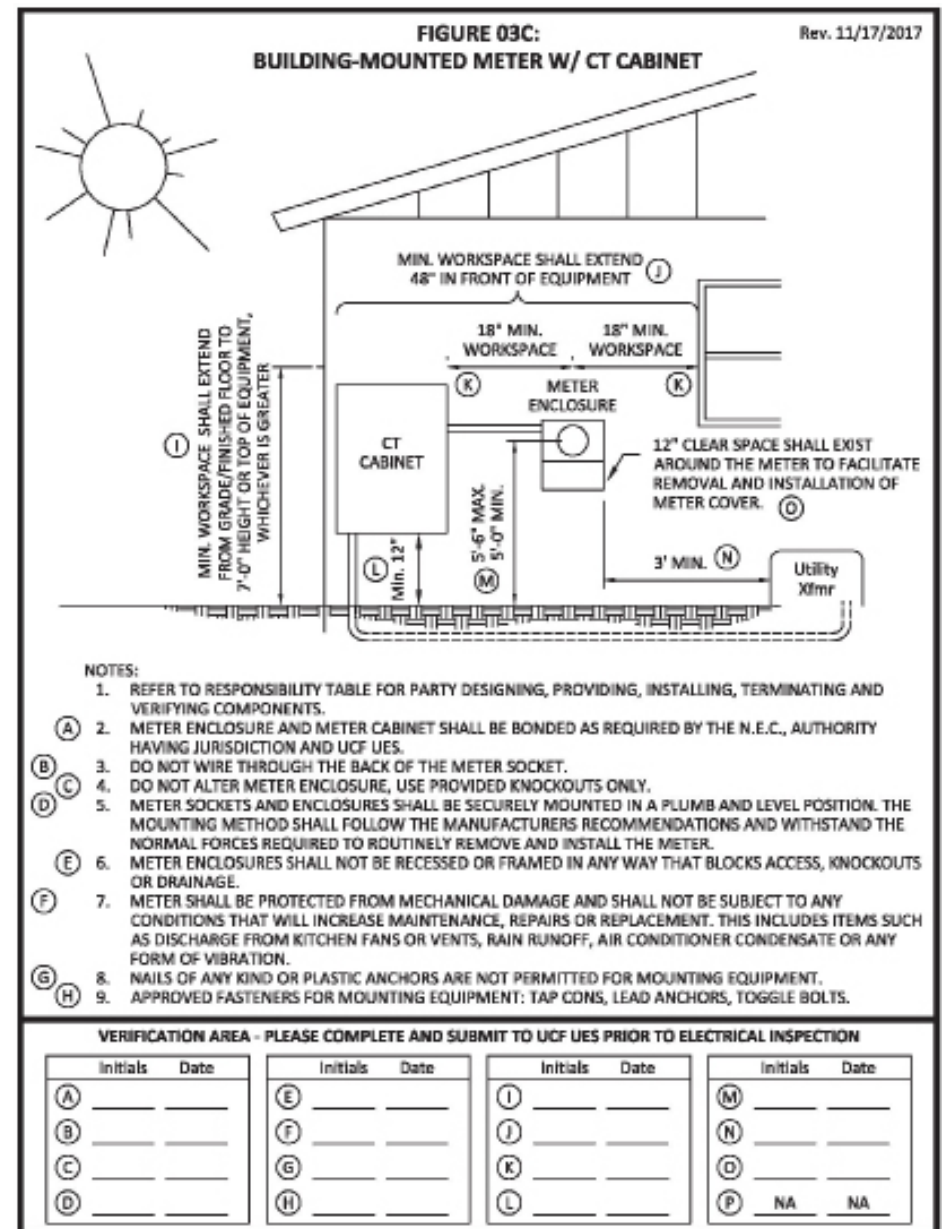 FIGURE 03C:
Rev. 11/17/2017
BUILDING-MOUNTED METER W/ CT CABINET
MIN. WORKSPACE SHALL EXTEND
48" IN FRONT OF EQUIPMENT
J
18" MIN.
WORKSPACE
18" MIN.
WORKSPACE
K
K
I
MIN. WORKSPACE SHALL EXTEND
FROM GRADE/FINISHED FLOOR TO
7'-0" HEIGHT OR TOP OF EQUIPMENT,
WHICHEVER IS GREATER
METER
ENCLOSURE
CT
CABINET
12" CLEAR SPACE SHALL EXIST
AROUND THE METER TO FACILITATE
REMOVAL AND INSTALLATION OF
METER COVER. O
L
Min. 12"
5'-6" MAX.
5'-0" MIN.
M
3' MIN. N
Utility
Xfmr
NOTES:
1. REFER TO RESPONSIBILITY TABLE FOR PARTY DESIGNING, PROVIDING, INSTALLING, TERMINATING AND
VERIFYING COMPONENTS.
A 2. METER ENCLOSURE AND METER CABINET SHALL BE BONDED AS REQUIRED BY THE N.E.C., AUTHORITY
HAVING JURISDICTION AND UCF UES.
B 3. DO NOT WIRE THROUGH THE BACK OF THE METER SOCKET.
C 4. DO NOT ALTER METER ENCLOSURE, USE PROVIDED KNOCKOUTS ONLY.
D 5. METER SOCKETS AND ENCLOSURES SHALL BE SECURELY MOUNTED IN A PLUMB AND LEVEL POSITION. THE
MOUNTING METHOD SHALL FOLLOW THE MANUFACTURERS RECOMMENDATIONS AND WITHSTAND THE
NORMAL FORCES REQUIRED TO ROUTINELY REMOVE AND INSTALL THE METER.
E 6. METER ENCLOSURES SHALL NOT BE RECESSED OR FRAMED IN ANY WAY THAT BLOCKS ACCESS, KNOCKOUTS
OR DRAINAGE.
F 7. METER SHALL BE PROTECTED FROM MECHANICAL DAMAGE AND SHALL NOT BE SUBJECT TO ANY
CONDITIONS THAT WILL INCREASE MAINTENANCE, REPAIRS OR REPLACEMENT. THIS INCLUDES ITEMS SUCH
AS DISCHARGE FROM KITCHEN FANS OR VENTS, RAIN RUNOFF, AIR CONDITIONER CONDENSATE OR ANY
FORM OF VIBRATION.
G 8. NAILS OF ANY KIND OR PLASTIC ANCHORS ARE NOT PERMITTED FOR MOUNTING EQUIPMENT.
H 9. APPROVED FASTENERS FOR MOUNTING EQUIPMENT: TAP CONS, LEAD ANCHORS, TOGGLE BOLTS.
VERIFICATION AREA - PLEASE COMPLETE AND SUBMIT TO UCF UES PRIOR TO ELECTRICAL INSPECTION
Initials Date
A
B
C
D
Initials Date
E
F
G
H
Initials Date
I
J
K
L
Initials Date
M
N
O
P NA NA